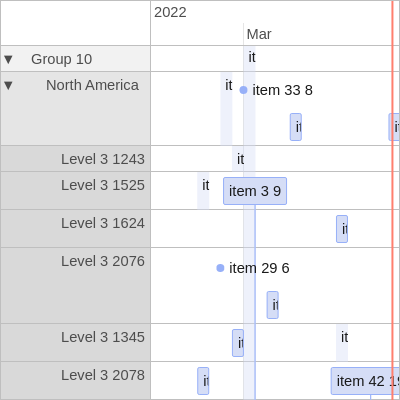 2022
Mar
▼ Group 10 it
▼ North America it item 33 8
it it
Level 3 1243 it
Level 3 1525 it item 3 9
Level 3 1624 it
Level 3 2076 item 29 6
it
Level 3 1345 it it
Level 3 2078 it item 42 19